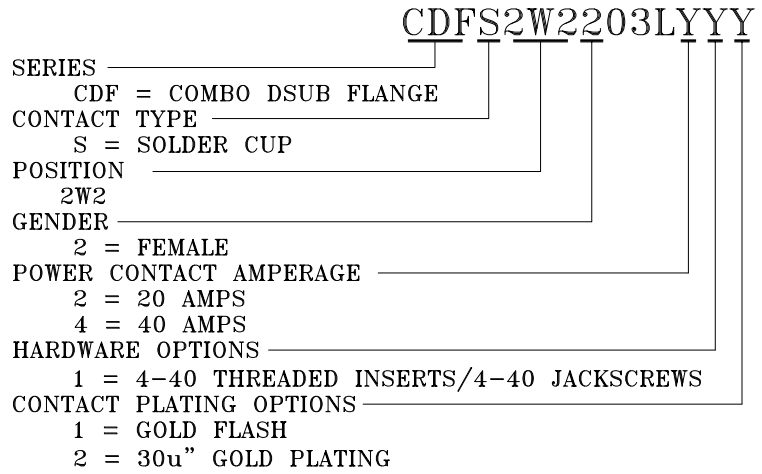 CDFS2W2203LYYY
SERIES
CDF = COMBO DSUB FLANGE
CONTACT TYPE
S = SOLDER CUP
POSITION
2W2
GENDER
2 = FEMALE
POWER CONTACT AMPERAGE
2 = 20 AMPS
4 = 40 AMPS
HARDWARE OPTIONS
1 = 4-40 THREADED INSERTS/4-40 JACKSCREWS
CONTACT PLATING OPTIONS
1 = GOLD FLASH
2 = 30u” GOLD PLATING